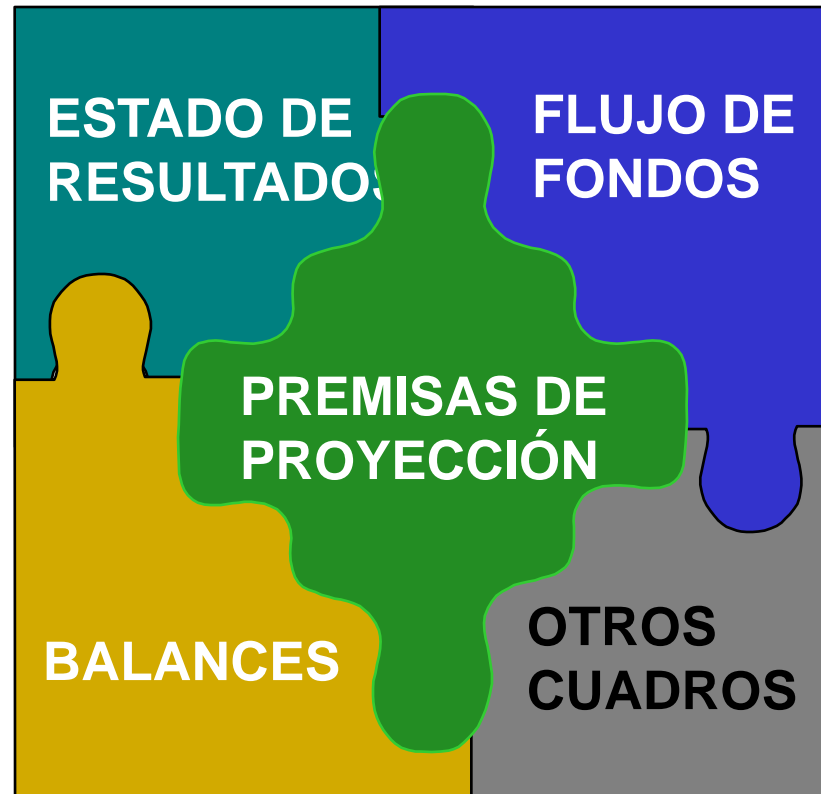 ESTADO DE
RESULTADOS
FLUJO DE
FONDOS
PREMISAS DE
PROYECCIÓN
BALANCES
OTROS
CUADROS